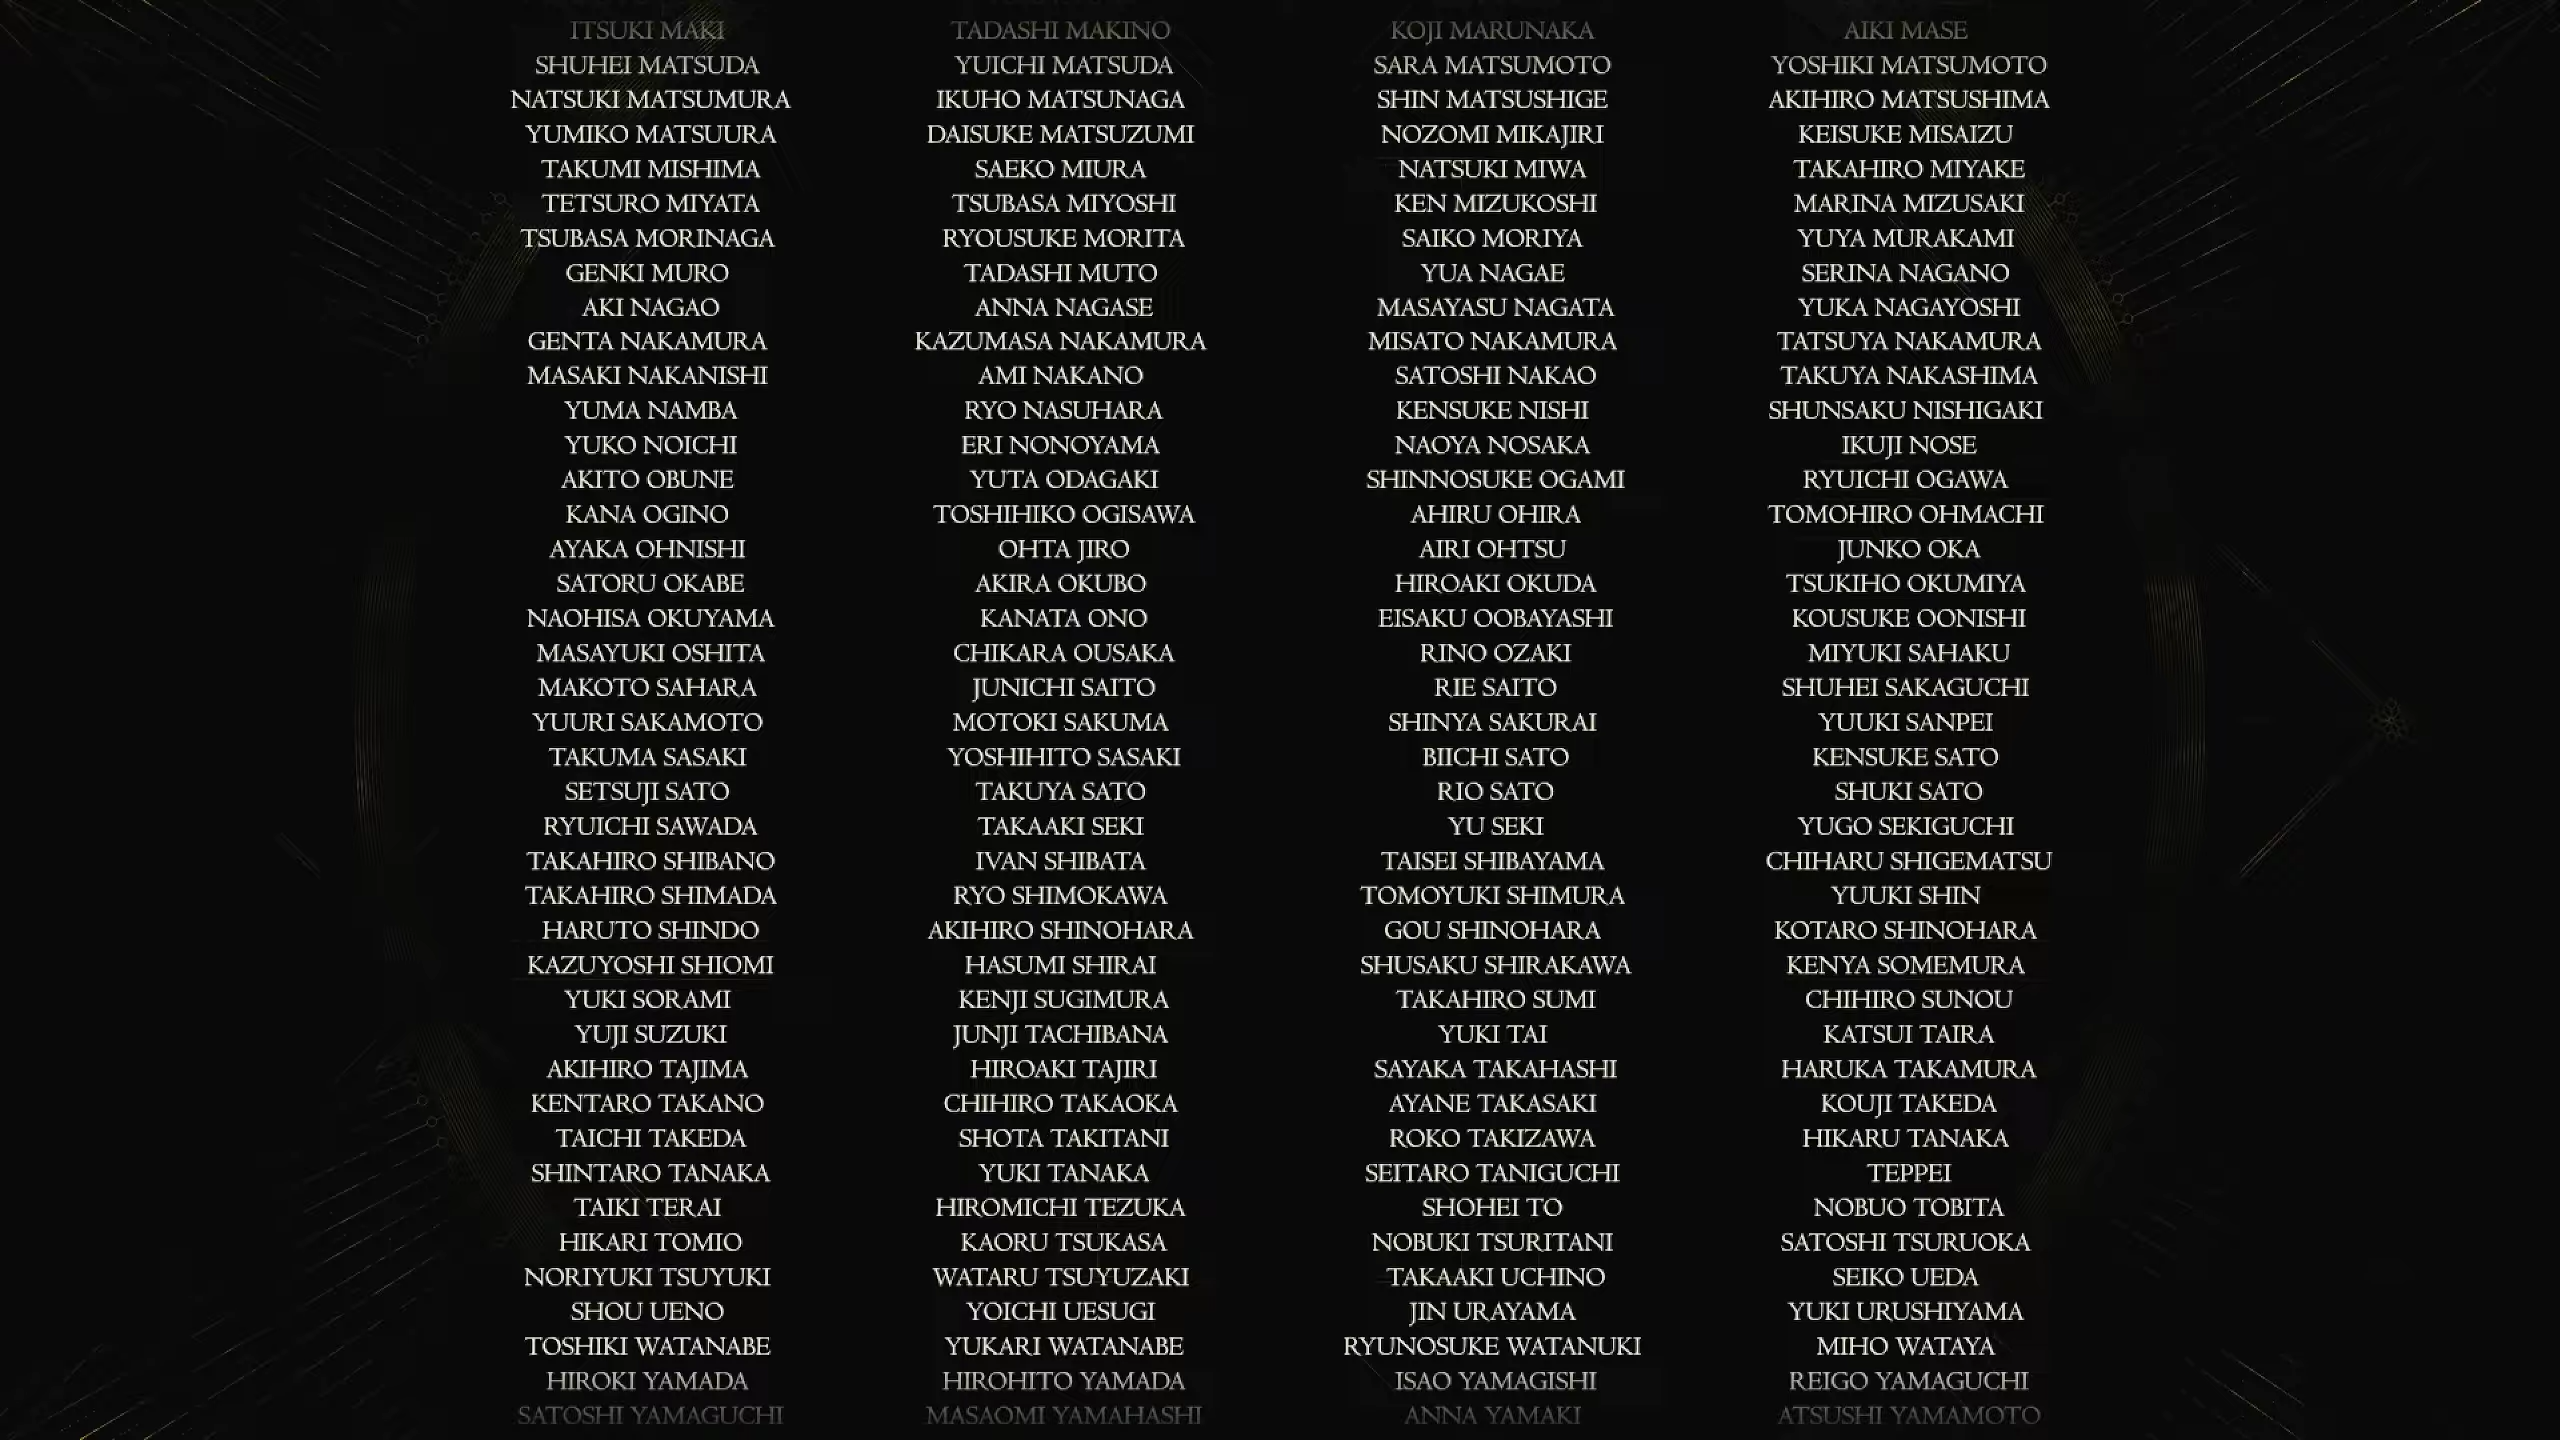 ITSUKI MAKI TADASHI MAKINO KOJI MARUNAKA AIKI MASE
SHUHEI MATSUDA YUICHI MATSUDA SARA MATSUMOTO YOSHIKI MATSUMOTO
NATSUKI MATSUMURA IKUHO MATSUNAGA SHIN MATSUSHIGE AKIHIRO MATSUSHIMA
YUMIKO MATSUURA DAISUKE MATSUZUMI NOZOMI MIKAJIRI KEISUKE MISAIZU
TAKUMI MISHIMA SAEKO MIURA NATSUKI MIWA TAKAHIRO MIYAKE
TETSURO MIYATA TSUBASA MIYOSHI KEN MIZUKOSHI MARINA MIZUSAKI
TSUBASA MORINAGA RYOUSUKE MORITA SAIKO MORIYA YUYA MURAKAMI
GENKI MURO TADASHI MUTO YUA NAGAE SERINA NAGANO
AKI NAGAO ANNA NAGASE MASAYASU NAGATA YUKA NAGAYOSHI
GENTA NAKAMURA KAZUMASA NAKAMURA MISATO NAKAMURA TATSUYA NAKAMURA
MASAKI NAKANISHI AMI NAKANO SATOSHI NAKAO TAKUYA NAKASHIMA
YUMA NAMBA RYO NASUHARA KENSUKE NISHI SHUNSAKU NISHIGAKI
YUKO NOICHI ERI NONOYAMA NAOYA NOSAKA IKUJI NOSE
AKITO OBUNE YUTA ODAGAKI SHINNOSUKE OGAMI RYUICHI OGAWA
KANA OGINO TOSHIHIKO OGISAWA AHIRU OHIRA TOMOHIRO OHMACHI
AYAKA OHNISHI OHTA JIRO AIRI OHTSU JUNKO OKA
SATORU OKABE AKIRA OKUBO HIROAKI OKUDA TSUKIHO OKUMIYA
NAOHISA OKUYAMA KANATA ONO EISAKU OOBAYASHI KOUSUKE OONISHI
MASAYUKI OSHITA CHIKARA OUSAKA RINO OZAKI MIYUKI SAHAKU
MAKOTO SAHARA JUNICHI SAITO RIE SAITO SHUHEI SAKAGUCHI
YUURI SAKAMOTO MOTOKI SAKUMA SHINYA SAKURAI YUUKI SANPEI
TAKUMA SASAKI YOSHIHITO SASAKI BIICHI SATO KENSUKE SATO
SETSUJI SATO TAKUYA SATO RIO SATO SHUKI SATO
RYUICHI SAWADA TAKAAKI SEKI YU SEKI YUGO SEKIGUCHI
TAKAHIRO SHIBANO IVAN SHIBATA TAISEI SHIBAYAMA CHIHARU SHIGEMATSU
TAKAHIRO SHIMADA RYO SHIMOKAWA TOMOYUKI SHIMURA YUUKI SHIN
HARUTO SHINDO AKIHIRO SHINOHARA GOU SHINOHARA KOTARO SHINOHARA
KAZUYOSHI SHIOMI HASUMI SHIRAI SHUSAKU SHIRAKAWA KENYA SOMEMURA
YUKI SORAMI KENJI SUGIMURA TAKAHIRO SUMI CHIHIRO SUNOU
YUJI SUZUKI JUNJI TACHIBANA YUKI TAI KATSUI TAIRA
AKIHIRO TAJIMA HIROAKI TAJIRI SAYAKA TAKAHASHI HARUKA TAKAMURA
KENTARO TAKANO CHIHIRO TAKAOKA AYANE TAKASAKI KOUJI TAKEDA
TAICHI TAKEDA SHOTA TAKITANI ROKO TAKIZAWA HIKARU TANAKA
SHINTARO TANAKA YUKI TANAKA SEITARO TANIGUCHI TEPPEI
TAIKI TERAI HIROMICHI TEZUKA SHOHEI TO NOBUO TOBITA
HIKARI TOMIO KAORU TSUKASA NOBUKI TSURITANI SATOSHI TSURUOKA
NORIYUKI TSUYUKI WATARU TSUYUZAKI TAKAAKI UCHINO SEIKO UEDA
SHOU UENO YOICHI UESUGI JIN URAYAMA YUKI URUSHIYAMA
TOSHIKI WATANABE YUKARI WATANABE RYUNOSUKE WATANUKI MIHO WATAYA
HIROKI YAMADA HIROHITO YAMADA ISAO YAMAGISHI REIGO YAMAGUCHI
SATOSHI YAMAGUCHI MASAOMI YAMAHASHI ANNA YAMAKI ATSUSHI YAMAMOTO